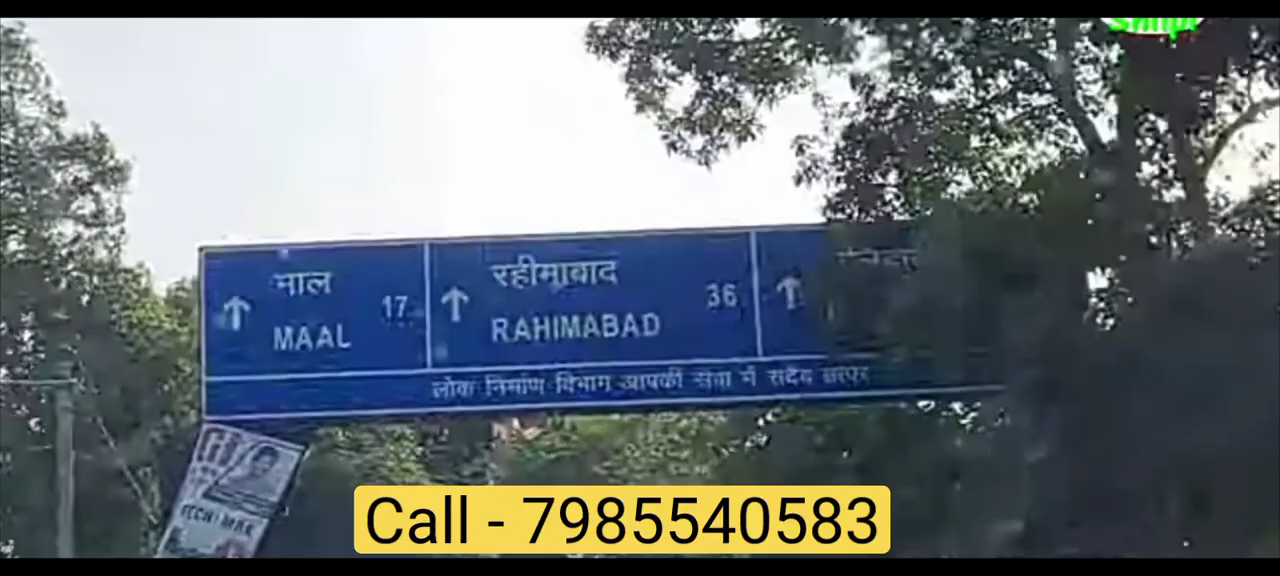 माल
17
MAAL
रहीमाबाद
36
RAHIMABAD
लोक निर्माण विभाग आपकी सेवा में सदैव तत्पर
Call - 7985540583